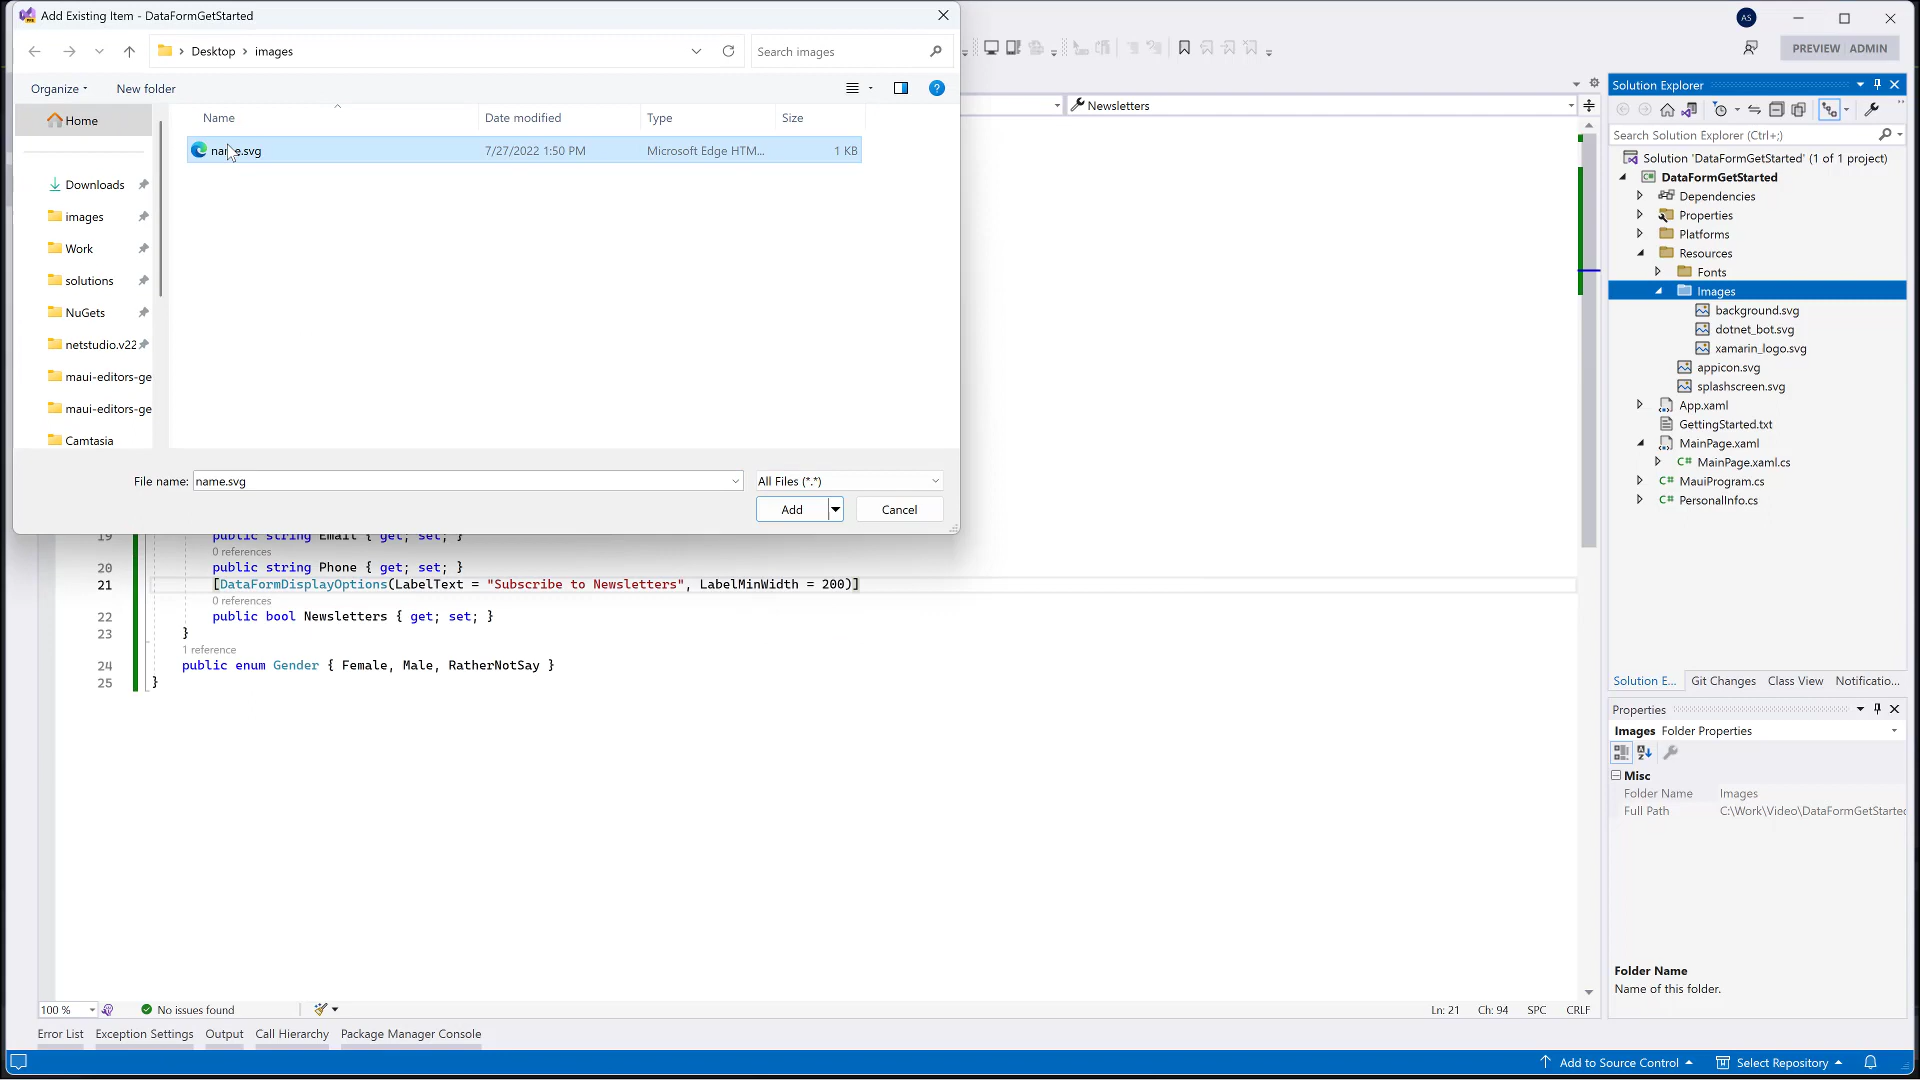 Add Existing Item - DataFormGetStarted
AS
PREVIEW ADMIN
Desktop
images
Search images
Organize
New folder
Newsletters
Solution Explorer
Home
Name
Date modified
Type
Size
Search Solution Explorer (Ctrl+;)
name.svg
7/27/2022 1:50 PM
Microsoft Edge HTM...
1 KB
Solution 'DataFormGetStarted' (1 of 1 project)
DataFormGetStarted
Downloads
Dependencies
images
Properties
Work
Platforms
solutions
Resources
NuGets
Fonts
netstudio.v22
Images
maui-editors-ge
background.svg
maui-editors-ge
dotnet_bot.svg
Camtasia
xamarin_logo.svg
appicon.svg
splashscreen.svg
App.xaml
GettingStarted.txt
MainPage.xaml
MainPage.xaml.cs
MauiProgram.cs
PersonalInfo.cs
File name:
name.svg
All Files (*.*)
Add
Cancel
19 public string Email { get; set; }
0 references
20 public string Phone { get; set; }
21 [DataFormDisplayOptions(LabelText = "Subscribe to Newsletters", LabelMinWidth = 200)]
0 references
22 public bool Newsletters { get; set; }
23 }
1 reference
24 public enum Gender { Female, Male, RatherNotSay }
25 }
Solution E...
Git Changes
Class View
Notificatio...
Properties
Images Folder Properties
Misc
Folder Name Images
Full Path C:\Work\Video\DataFormGetStarted
Folder Name
Name of this folder.
100 %
No issues found
Ln: 21
Ch: 94
SPC
CRLF
Error List
Exception Settings
Output
Call Hierarchy
Package Manager Console
Add to Source Control
Select Repository